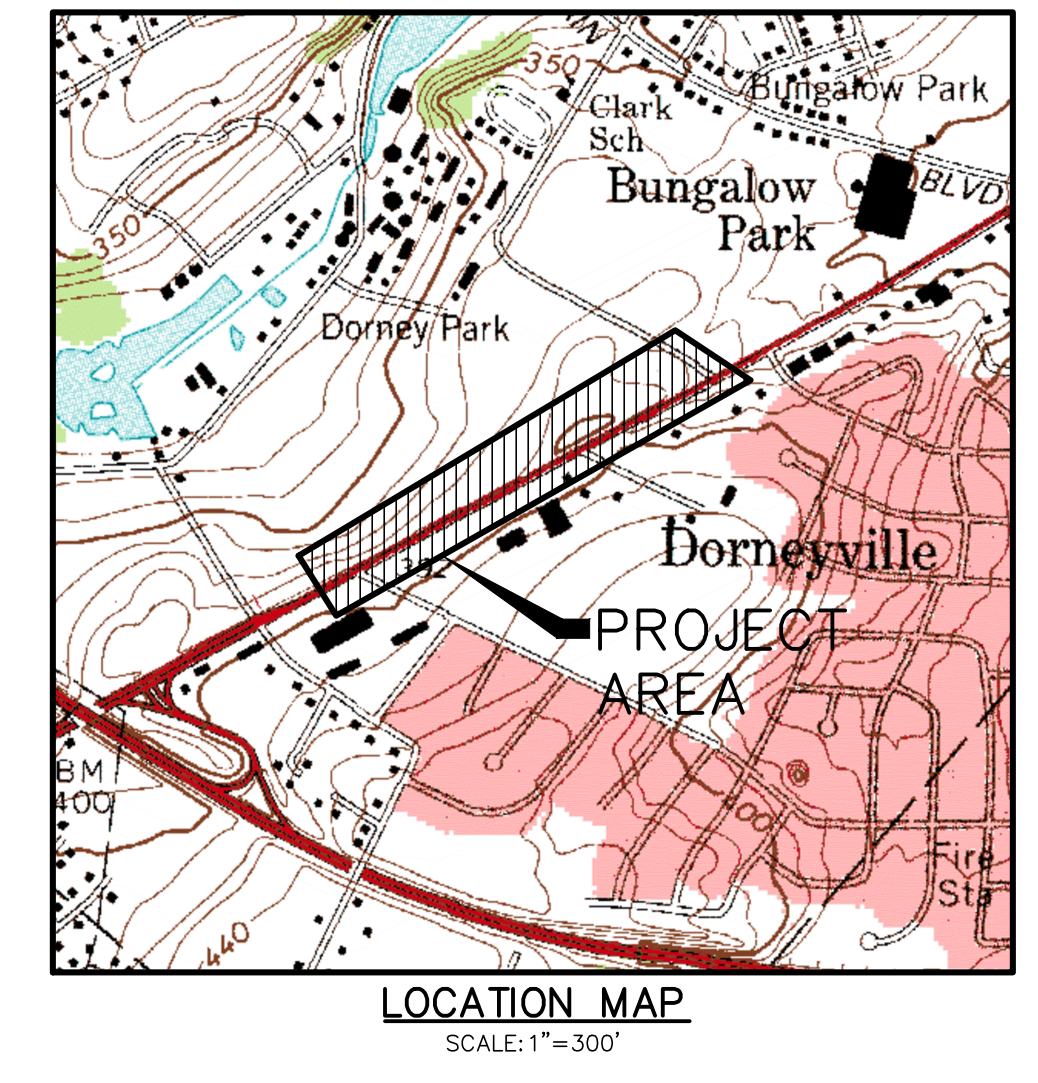 350
Bungalow Park
Clark
Sch
Bungalow
Park
BLVD
350
Dorney Park
Dorneyville
392
PROJECT
AREA
BM
400
400
Fire
Sta
440
LOCATION MAP
SCALE: 1"=300'